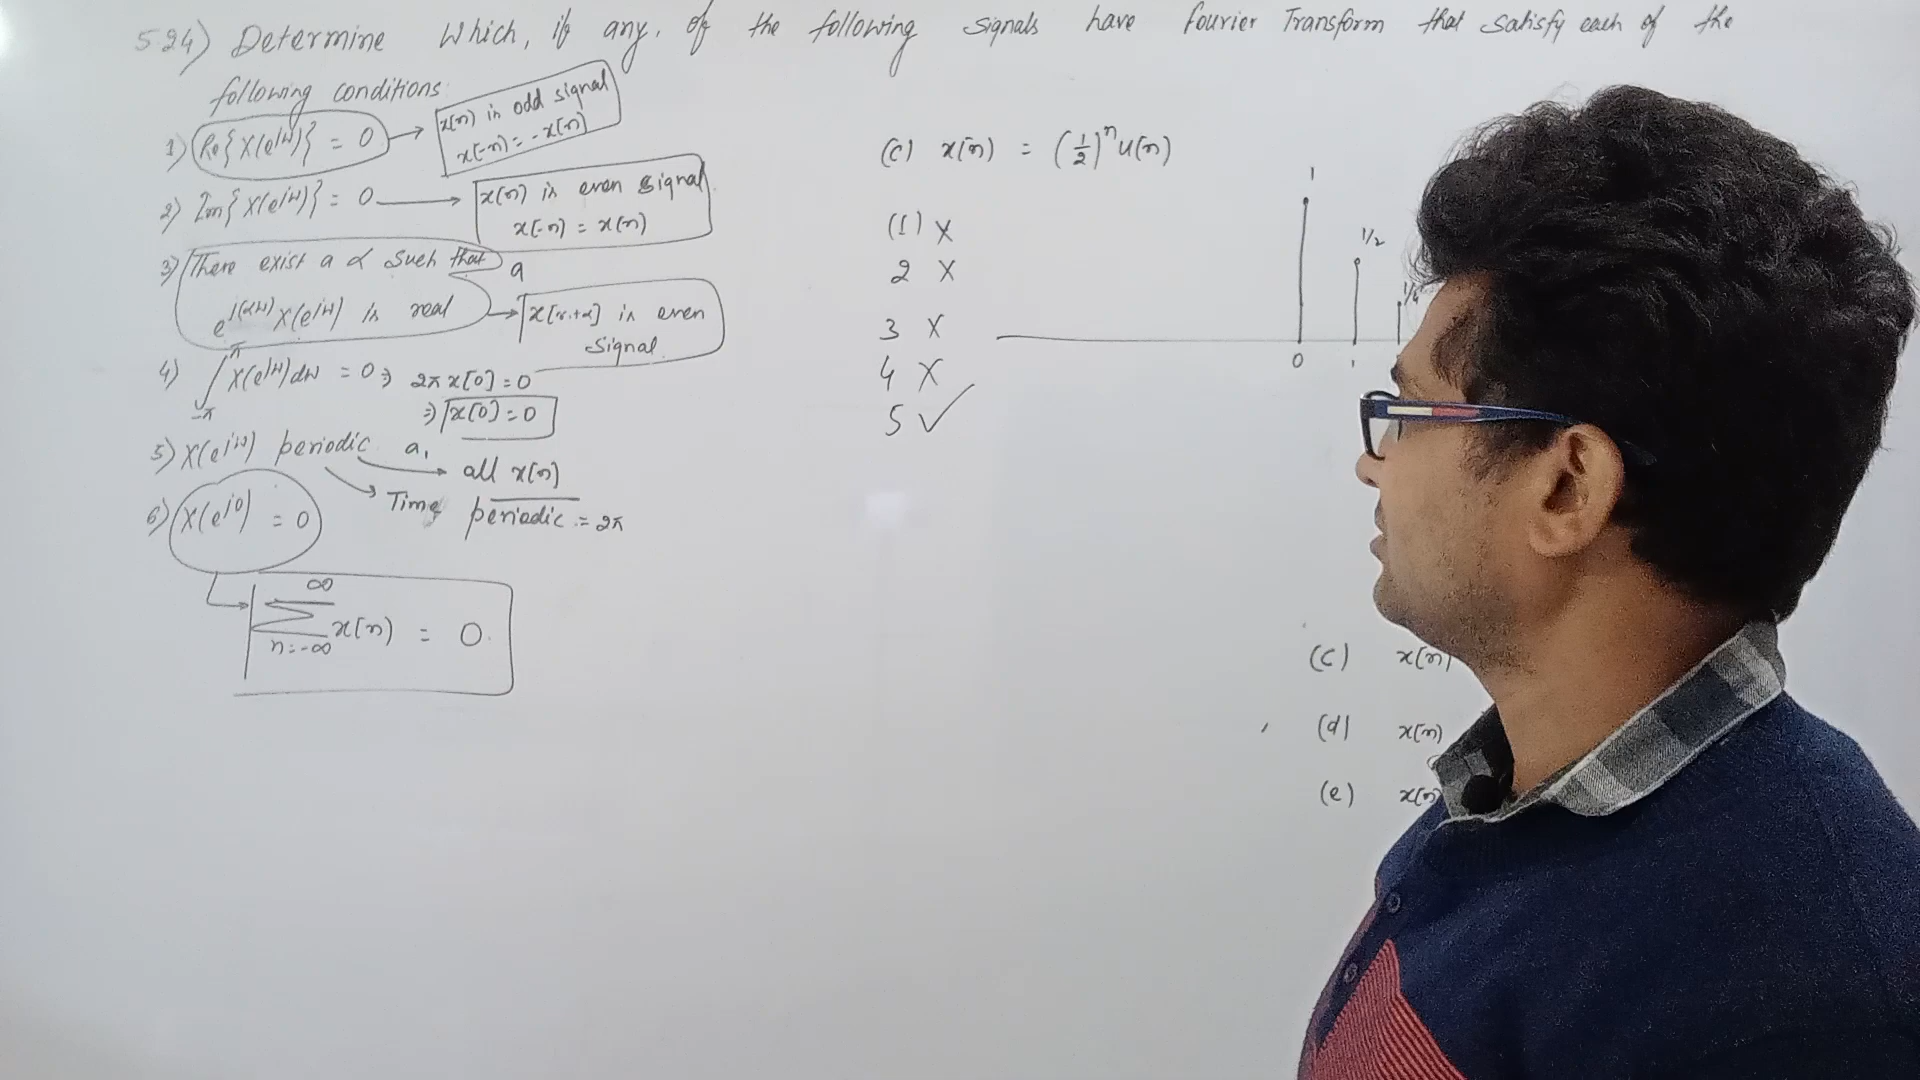 5.24) Determine Which, if any, of the following signals have Fourier Transform that satisfy each of the
following conditions:
1) Re{X(e^jω)} = 0 → x[n] is odd signal
x[-n] = -x[n]
2) Im{X(e^jω)} = 0 → x[n] is even signal
x[-n] = x[n]
3) There exist a α such that
a
e^j(αω) X(e^jω) is real → x[n+α] is even
signal
4) ∫_-π^π X(e^jω)dω = 0 ⇒ 2π x[0] = 0
⇒ x[0] = 0
5) X(e^jω) periodic → all x[n]
→ Time periodic = 2π
6) X(e^j0) = 0
∞
∑ x[n] = 0
n=-∞
(c) x[n] = (1/2)^n u[n]
(1) X
2 X
3 X
4 X
5 ✓
1
1/2
1/4
0 1
(c) x[n]
(d) x[n]
(e) x[n]